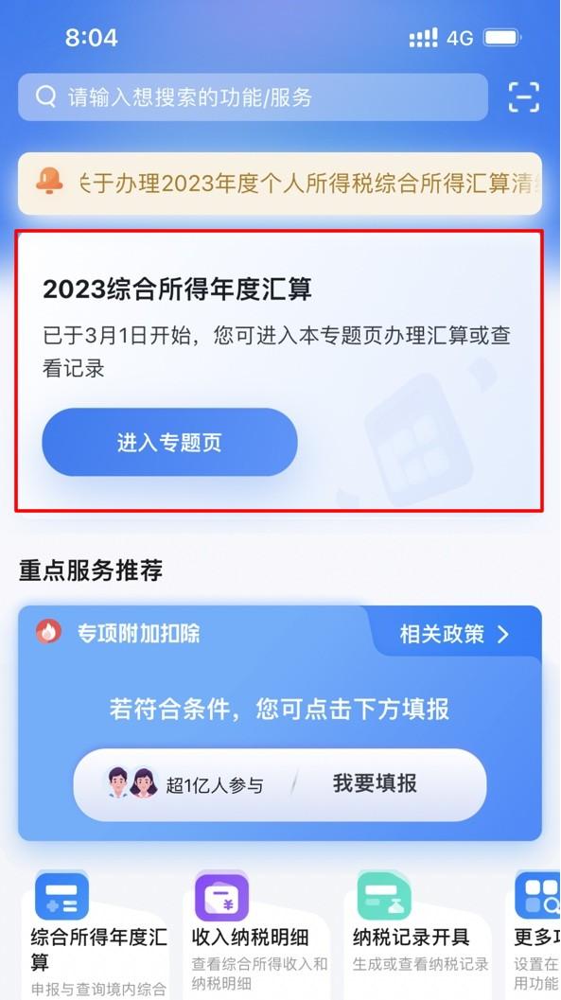 8:04
4G
请输入想搜索的功能/服务
关于办理2023年度个人所得税综合所得汇算清
2023综合所得年度汇算
已于3月1日开始，您可进入本专题页办理汇算或查
看记录
进入专题页
重点服务推荐
专项附加扣除
相关政策
若符合条件，您可点击下方填报
超1亿人参与
我要填报
综合所得年度汇
算
申报与查询境内综合
收入纳税明细
查看综合所得收入和
纳税明细
纳税记录开具
生成或查看纳税记录
更多
设置在
用功能